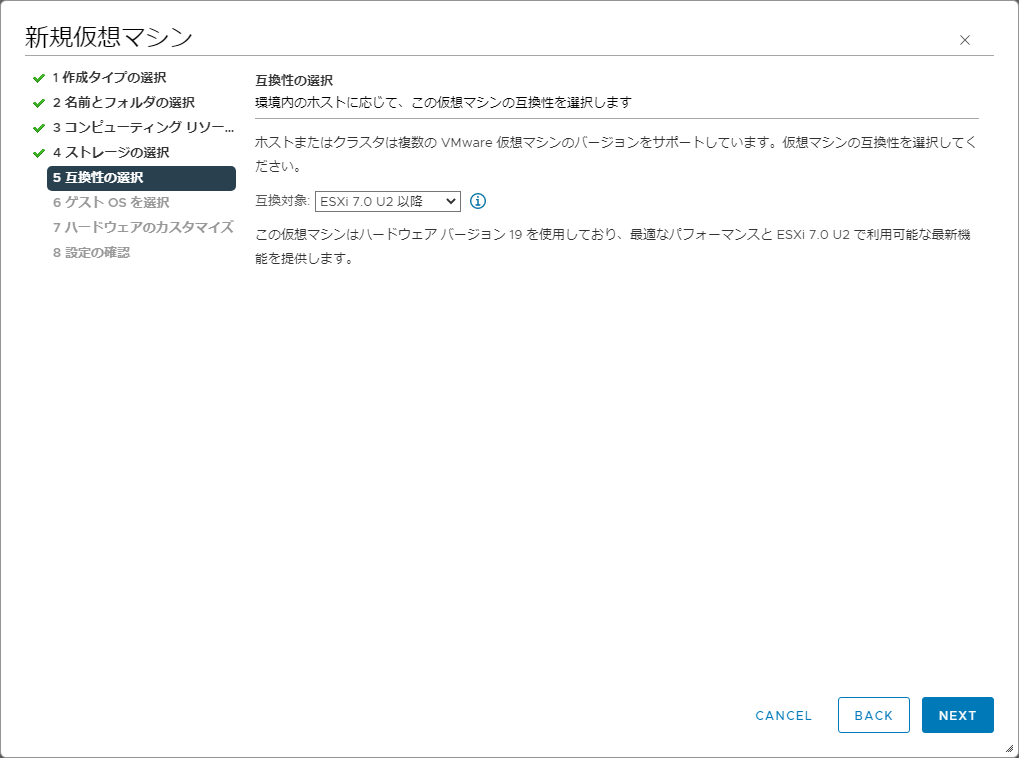 新規仮想マシン
1 作成タイプの選択
2 名前とフォルダの選択
3 コンピューティング リソー...
4 ストレージの選択
5 互換性の選択
6 ゲスト OS を選択
7 ハードウェアのカスタマイズ
8 設定の確認
互換性の選択
環境内のホストに応じて、この仮想マシンの互換性を選択します
ホストまたはクラスタは複数の VMware 仮想マシンのバージョンをサポートしています。仮想マシンの互換性を選択してく
ださい。
互換対象: ESXi 7.0 U2 以降
この仮想マシンはハードウェア バージョン 19 を使用しており、最適なパフォーマンスと ESXi 7.0 U2 で利用可能な最新機
能を提供します。
CANCEL BACK NEXT